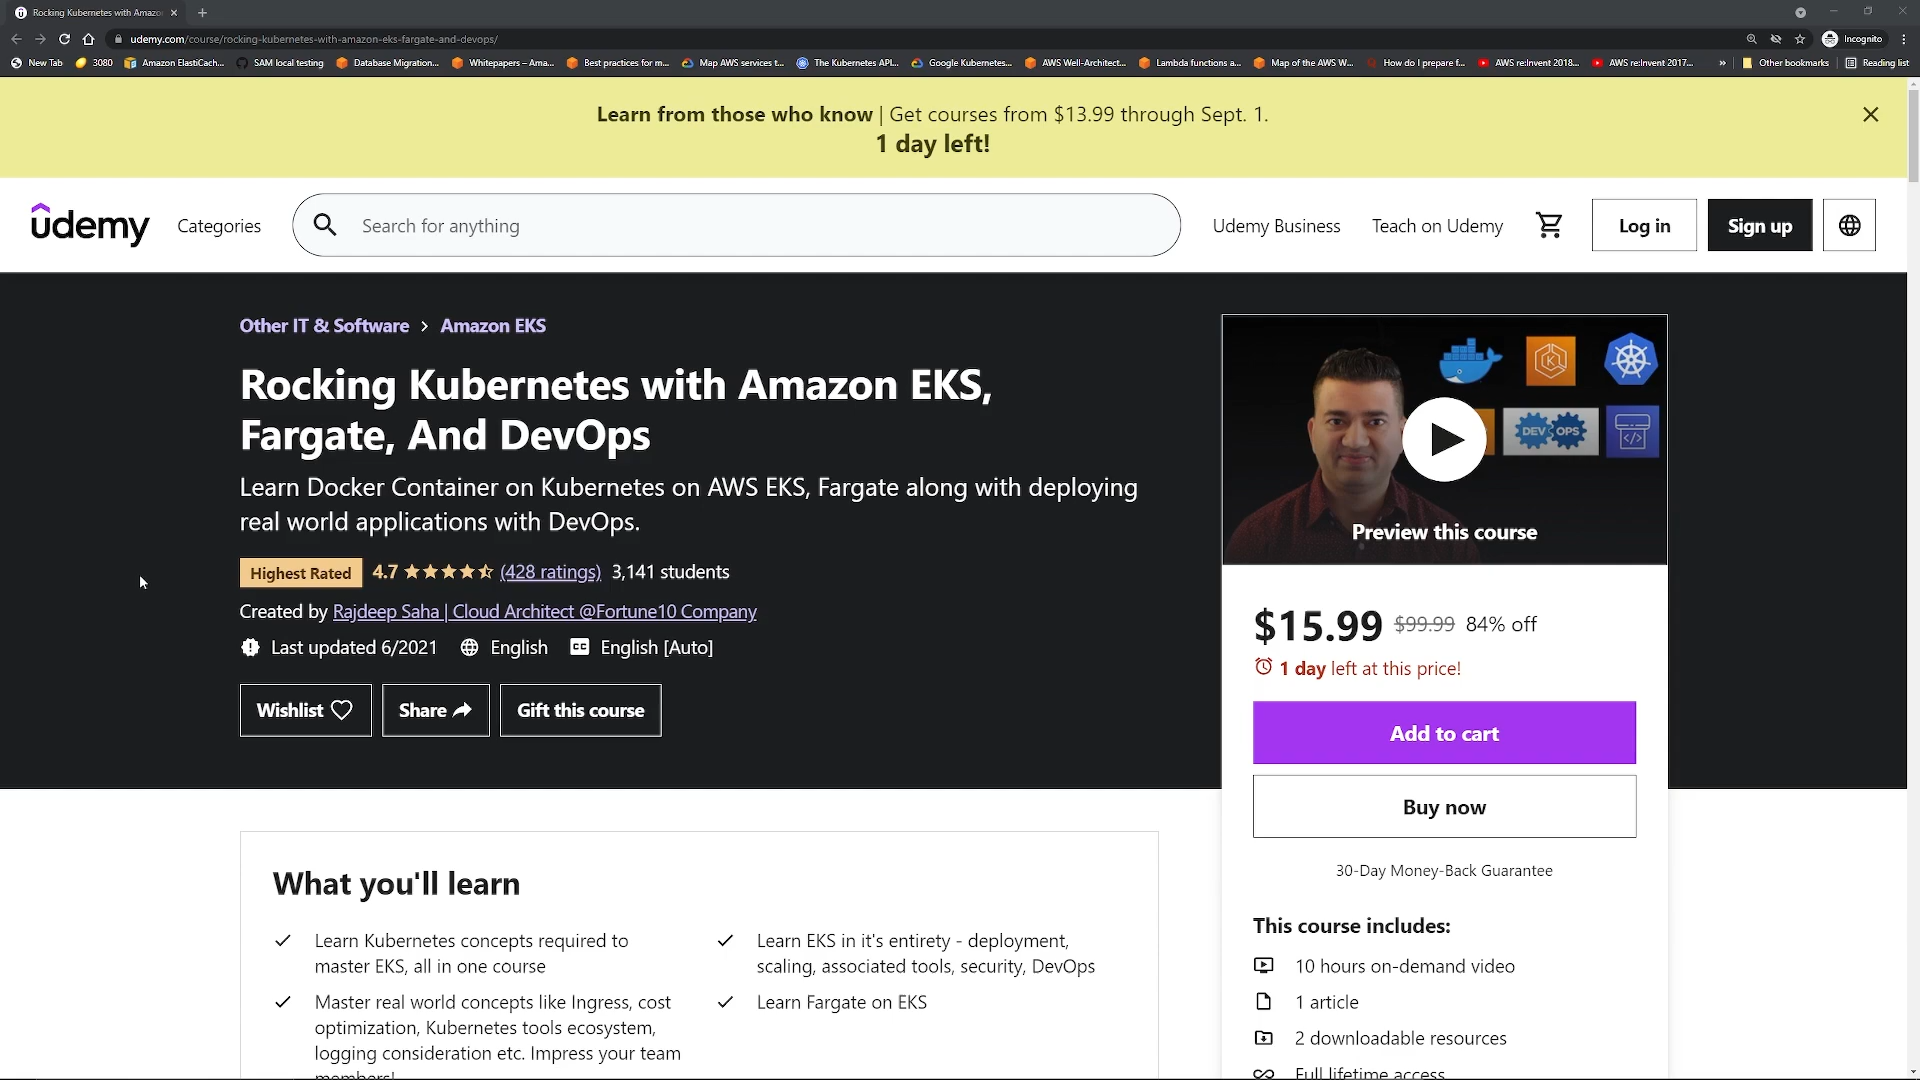 Rocking Kubernetes with Amazo
udemy.com/course/rocking-kubernetes-with-amazon-eks-fargate-and-devops/
Incognito
New Tab
3080
Amazon ElastiCach...
SAM local testing
Database Migration...
Whitepapers – Ama...
Best practices for m...
Map AWS services t...
The Kubernetes API...
Google Kubernetes...
AWS Well-Architect...
Lambda functions a...
Map of the AWS W...
How do I prepare f...
AWS re:Invent 2018...
AWS re:Invent 2017...
»
Other bookmarks
Reading list
Learn from those who know | Get courses from $13.99 through Sept. 1.
1 day left!
udemy
Categories
Search for anything
Udemy Business
Teach on Udemy
Log in
Sign up
Other IT & Software > Amazon EKS
Rocking Kubernetes with Amazon EKS,
Fargate, And DevOps
Learn Docker Container on Kubernetes on AWS EKS, Fargate along with deploying
real world applications with DevOps.
Highest Rated 4.7 (428 ratings) 3,141 students
Created by Rajdeep Saha | Cloud Architect @Fortune10 Company
Last updated 6/2021 English CC English [Auto]
Wishlist
Share
Gift this course
K
DEV OPS
</>
Preview this course
$15.99 $99.99 84% off
1 day left at this price!
Add to cart
Buy now
30-Day Money-Back Guarantee
This course includes:
10 hours on-demand video
1 article
2 downloadable resources
Full lifetime access
What you'll learn
Learn Kubernetes concepts required to
master EKS, all in one course
Master real world concepts like Ingress, cost
optimization, Kubernetes tools ecosystem,
logging consideration etc. Impress your team
members!
Learn EKS in it's entirety - deployment,
scaling, associated tools, security, DevOps
Learn Fargate on EKS